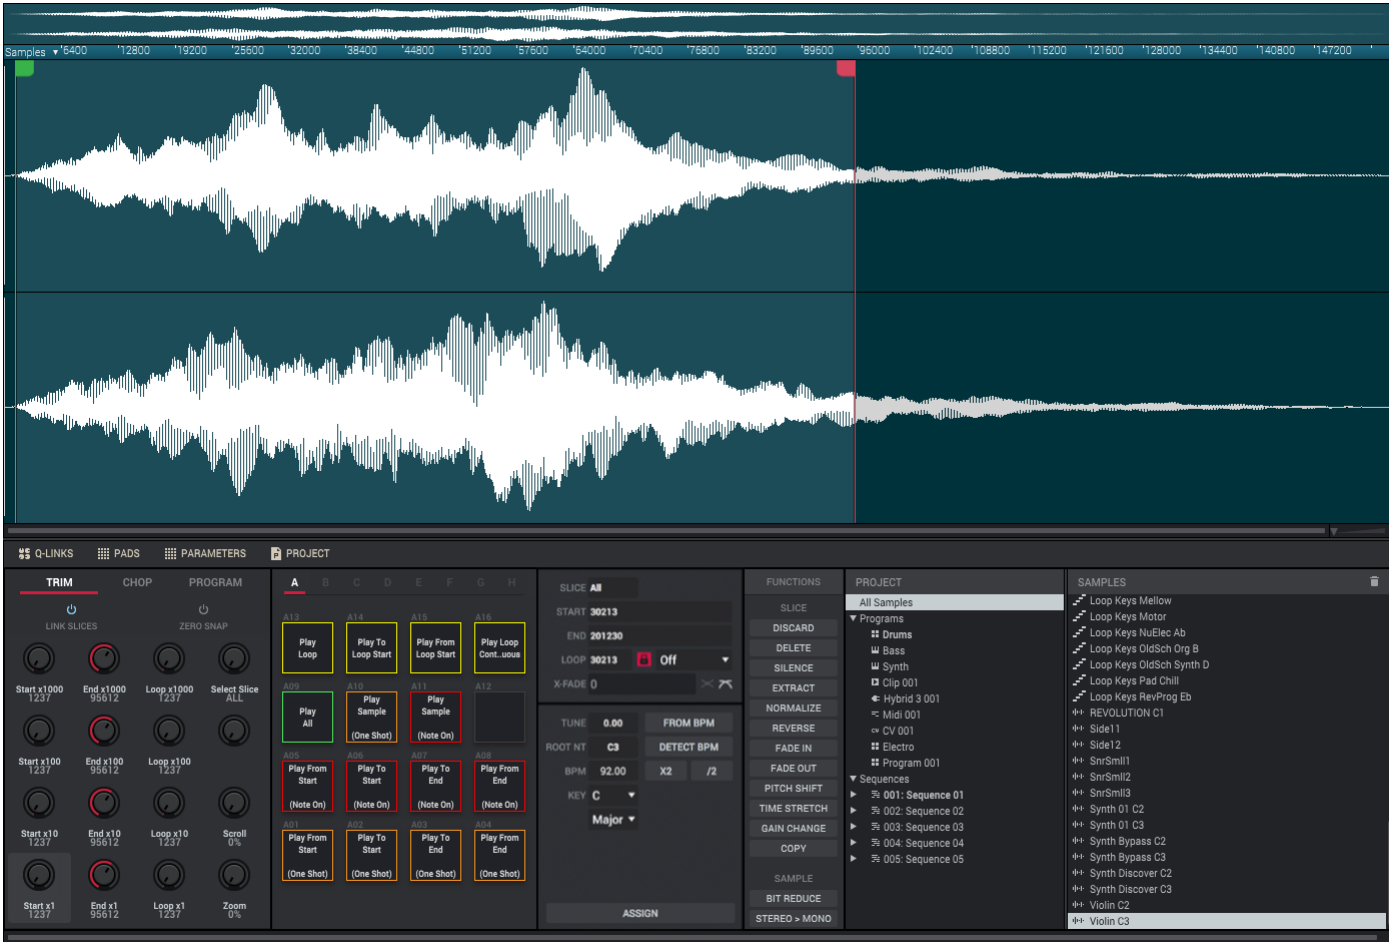 Samples ▼ 6400 12800 19200 25600 32000 38400 44800 51200 57600 64000 70400 76800 83200 89600 96000 102400 108800 115200 121600 128000 134400 140800 147200
Q-LINKS PADS PARAMETERS PROJECT
TRIM CHOP PROGRAM
LINK SLICES ZERO SNAP
Start x1000 End x1000 Loop x1000 Select Slice
1237 95612 1237 ALL
Start x100 End x100 Loop x100
1237 95612 1237
Start x10 End x10 Loop x10 Scroll
1237 95612 1237 0%
Start x1 End x1 Loop x1 Zoom
1237 95612 1237 0%
A B C D E F G H
A13 A14 A15 A16
Play Loop
Play To Loop Start
Play From Loop Start
Play Loop Cont..uous
A09 A10 A11 A12
Play All
Play Sample (One Shot)
Play Sample (Note On)
A05 A06 A07 A08
Play From Start (Note On)
Play To Start (Note On)
Play To End (Note On)
Play From End (Note On)
A01 A02 A03 A04
Play From Start (One Shot)
Play To Start (One Shot)
Play To End (One Shot)
Play From End (One Shot)
SLICE All
START 30213
END 201230
LOOP 30213 Off
X-FADE 0
TUNE 0.00 FROM BPM
ROOT NT C3 DETECT BPM
BPM 92.00 X2 /2
KEY C
Major
ASSIGN
FUNCTIONS
SLICE
DISCARD
DELETE
SILENCE
EXTRACT
NORMALIZE
REVERSE
FADE IN
FADE OUT
PITCH SHIFT
TIME STRETCH
GAIN CHANGE
COPY
SAMPLE
BIT REDUCE
STEREO > MONO
PROJECT
All Samples
Programs
Drums
Bass
Synth
Clip 001
Hybrid 3 001
Midi 001
CV CV 001
Electro
Program 001
Sequences
001: Sequence 01
002: Sequence 02
003: Sequence 03
004: Sequence 04
005: Sequence 05
SAMPLES
Loop Keys Mellow
Loop Keys Motor
Loop Keys NuElec Ab
Loop Keys OldSch Org B
Loop Keys OldSch Synth D
Loop Keys Pad Chill
Loop Keys RevProg Eb
REVOLUTION C1
Side11
Side12
SnrSmll1
SnrSmll2
SnrSmll3
Synth 01 C2
Synth 01 C3
Synth Bypass C2
Synth Bypass C3
Synth Discover C2
Synth Discover C3
Violin C2
Violin C3